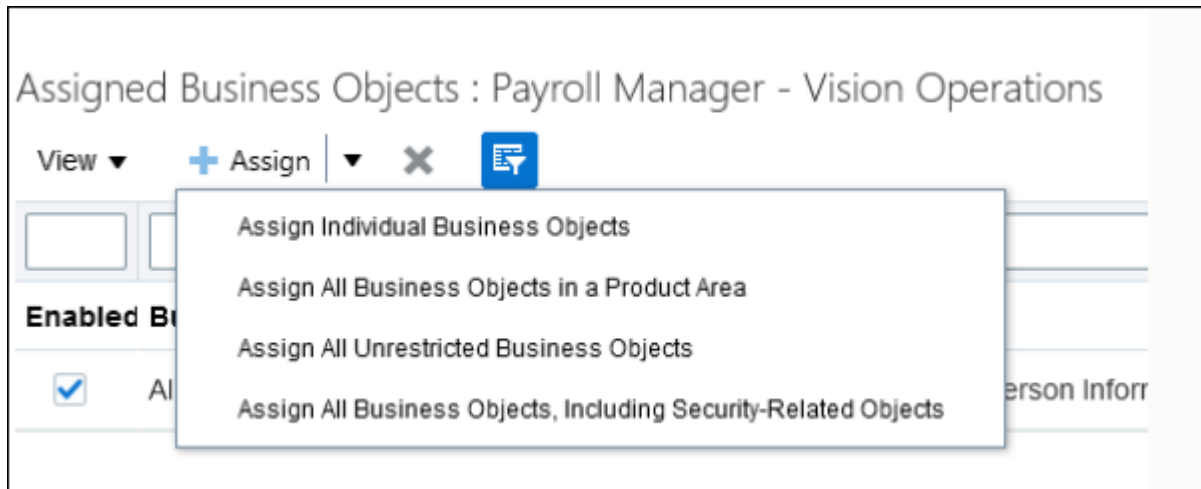 Assigned Business Objects : Payroll Manager - Vision Operations
View Assign
Assign Individual Business Objects
Assign All Business Objects in a Product Area
Enabled
Assign All Unrestricted Business Objects
Assign All Business Objects, Including Security-Related Objects